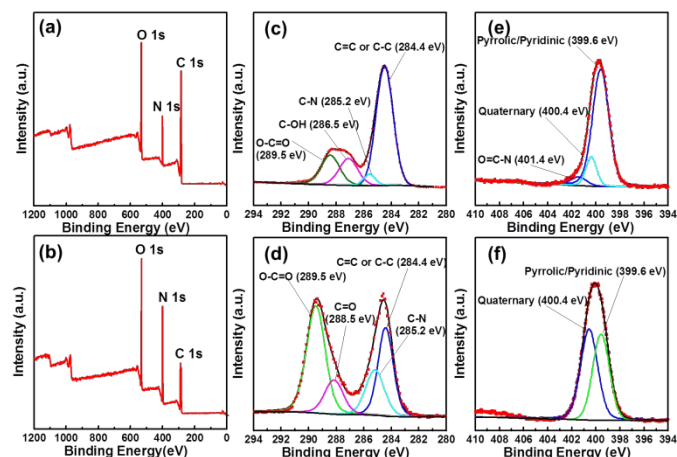 (a)
O 1s
C 1s
N 1s
Intensity (a.u.)
1200 1000 800 600 400 200 0
Binding Energy (eV)
(c)
C=C or C-C (284.4 eV)
C-N
(285.2 eV)
C-OH
(286.5 eV)
O-C=O
(289.5 eV)
Intensity (a.u.)
294 292 290 288 286 284 282 280
Binding Energy (eV)
(e)
Pyrrolic/Pyridinic (399.6 eV)
Quaternary (400.4 eV)
O=C-N (401.4 eV)
Intensity (a.u.)
410 408 406 404 402 400 398 396 394
Binding Energy (eV)
(b)
O 1s
N 1s
C 1s
Intensity (a.u.)
1200 1000 800 600 400 200 0
Binding Energy(eV)
(d)
C=C or C-C
(284.4 eV)
O-C=O
(289.5 eV)
C=O
(288.5 eV)
C-N
(285.2 eV)
Intensity (a.u.)
294 292 290 288 286 284 282 280
Binding Energy (eV)
(f)
Pyrrolic/Pyridinic (399.6 eV)
Quaternary (400.4 eV)
Intensity (a.u.)
410 408 406 404 402 400 398 396 394
Binding Energy (eV)